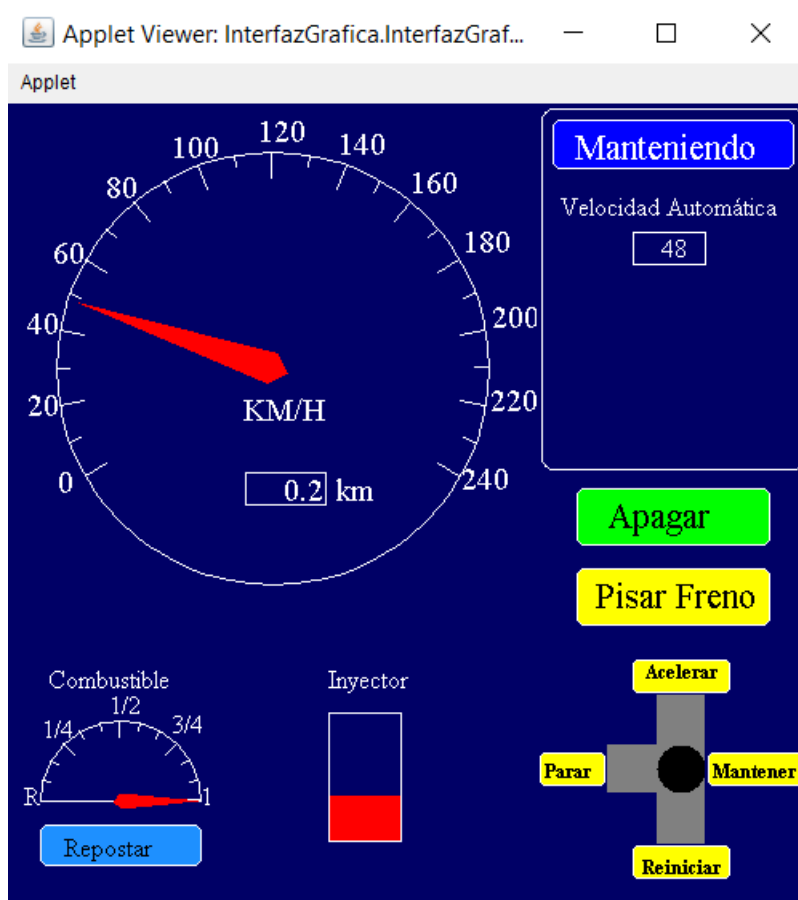 Applet Viewer: InterfazGrafica.InterfazGraf...
Applet
0
20
40
60
80
100
120
140
160
180
200
220
240
KM/H
0.2 km
Manteniendo
Velocidad Automática
48
Apagar
Pisar Freno
Combustible
R
1/4
1/2
3/4
1
Repostar
Inyector
Acelerar
Parar
Mantener
Reiniciar